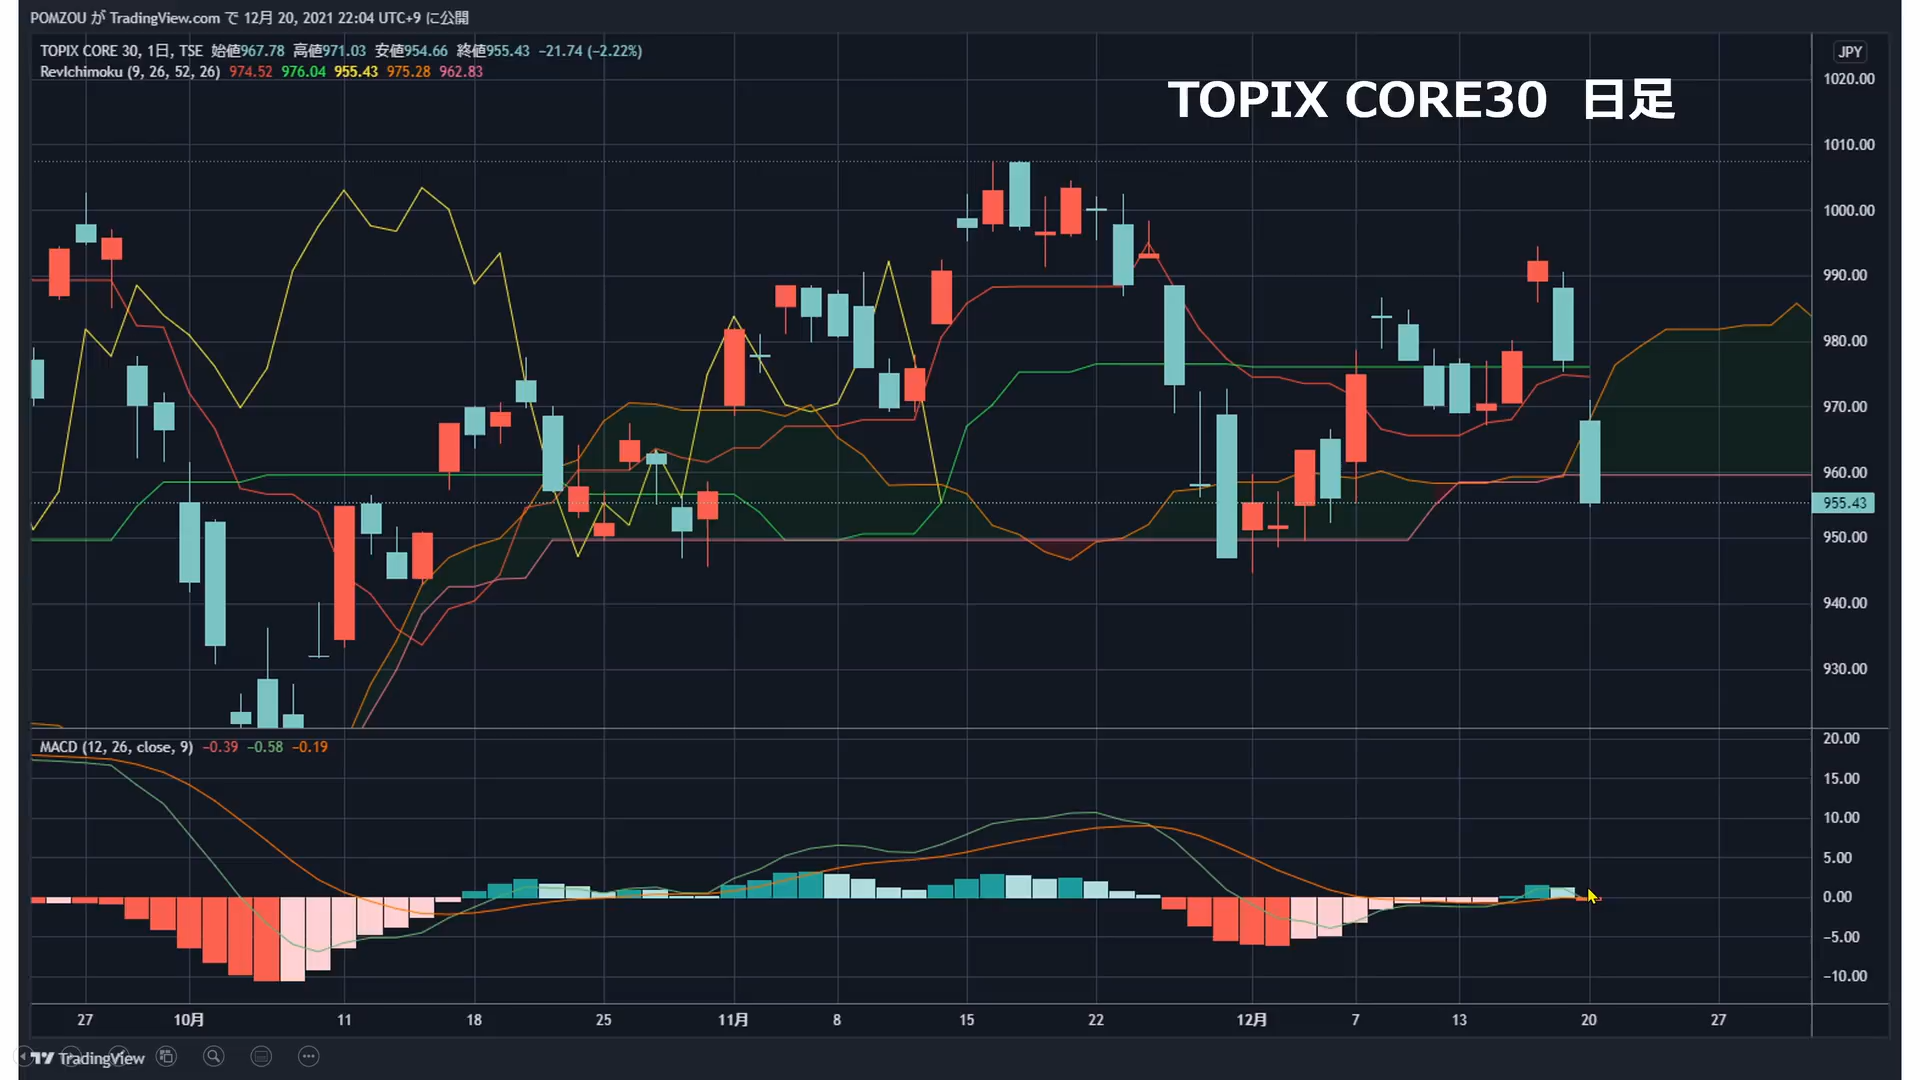 POMZOU が TradingView.com で 12月 20, 2021 22:04 UTC+9 に公開
TOPIX CORE 30, 1日, TSE 始値967.78 高値971.03 安値954.66 終値955.43 −21.74 (−2.22%)
JPY
RevIchimoku (9, 26, 52, 26) 974.52 976.04 955.43 975.28 962.83
TOPIX CORE30 日足
1020.00
1010.00
1000.00
990.00
980.00
970.00
960.00
955.43
950.00
940.00
930.00
MACD (12, 26, close, 9) −0.39 −0.58 −0.19
20.00
15.00
10.00
5.00
0.00
−5.00
−10.00
27 10月 11 18 25 11月 8 15 22 12月 7 13 20 27
TradingView